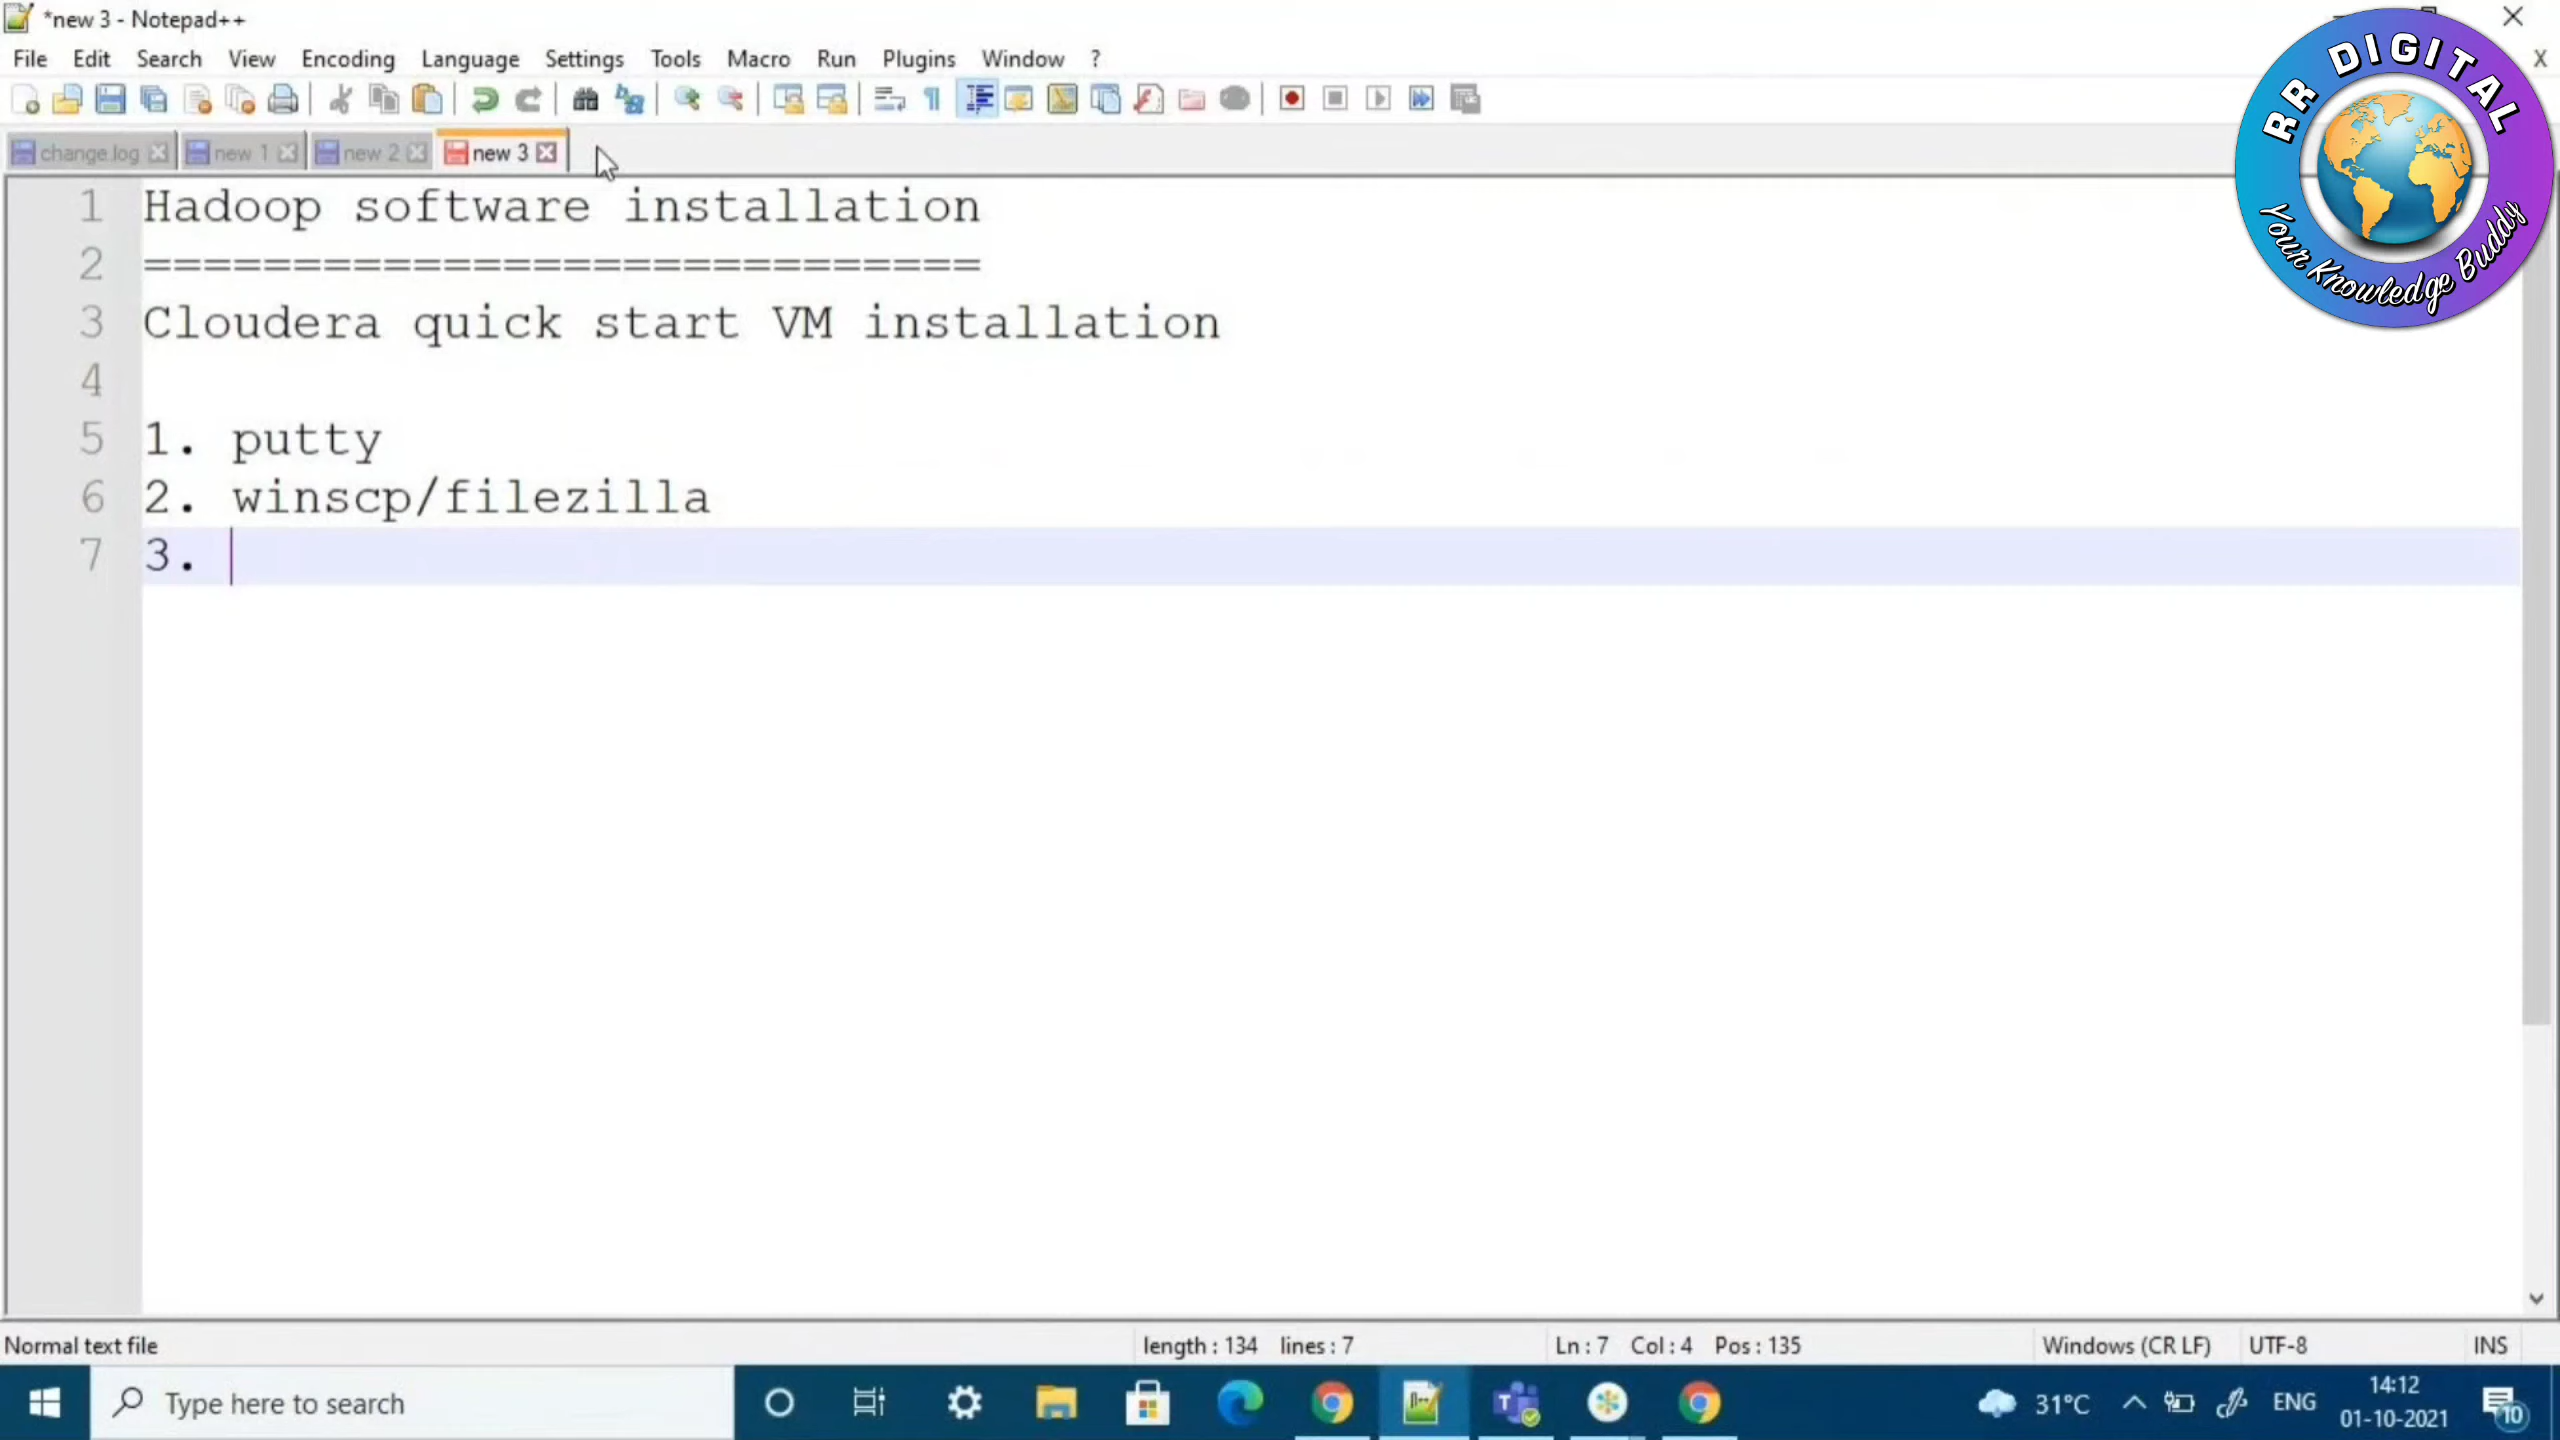 *new 3 - Notepad++
File Edit Search View Encoding Language Settings Tools Macro Run Plugins Window ?
X
change.log new 1 new 2 new 3
1 Hadoop software installation
2 ============================
3 Cloudera quick start VM installation
4
5 1. putty
6 2. winscp/filezilla
7 3.
RR DIGITAL
Your Knowledge Buddy
Normal text file length : 134 lines : 7 Ln : 7 Col : 4 Pos : 135 Windows (CR LF) UTF-8 INS
Type here to search
31°C ENG
14:12
01-10-2021
10